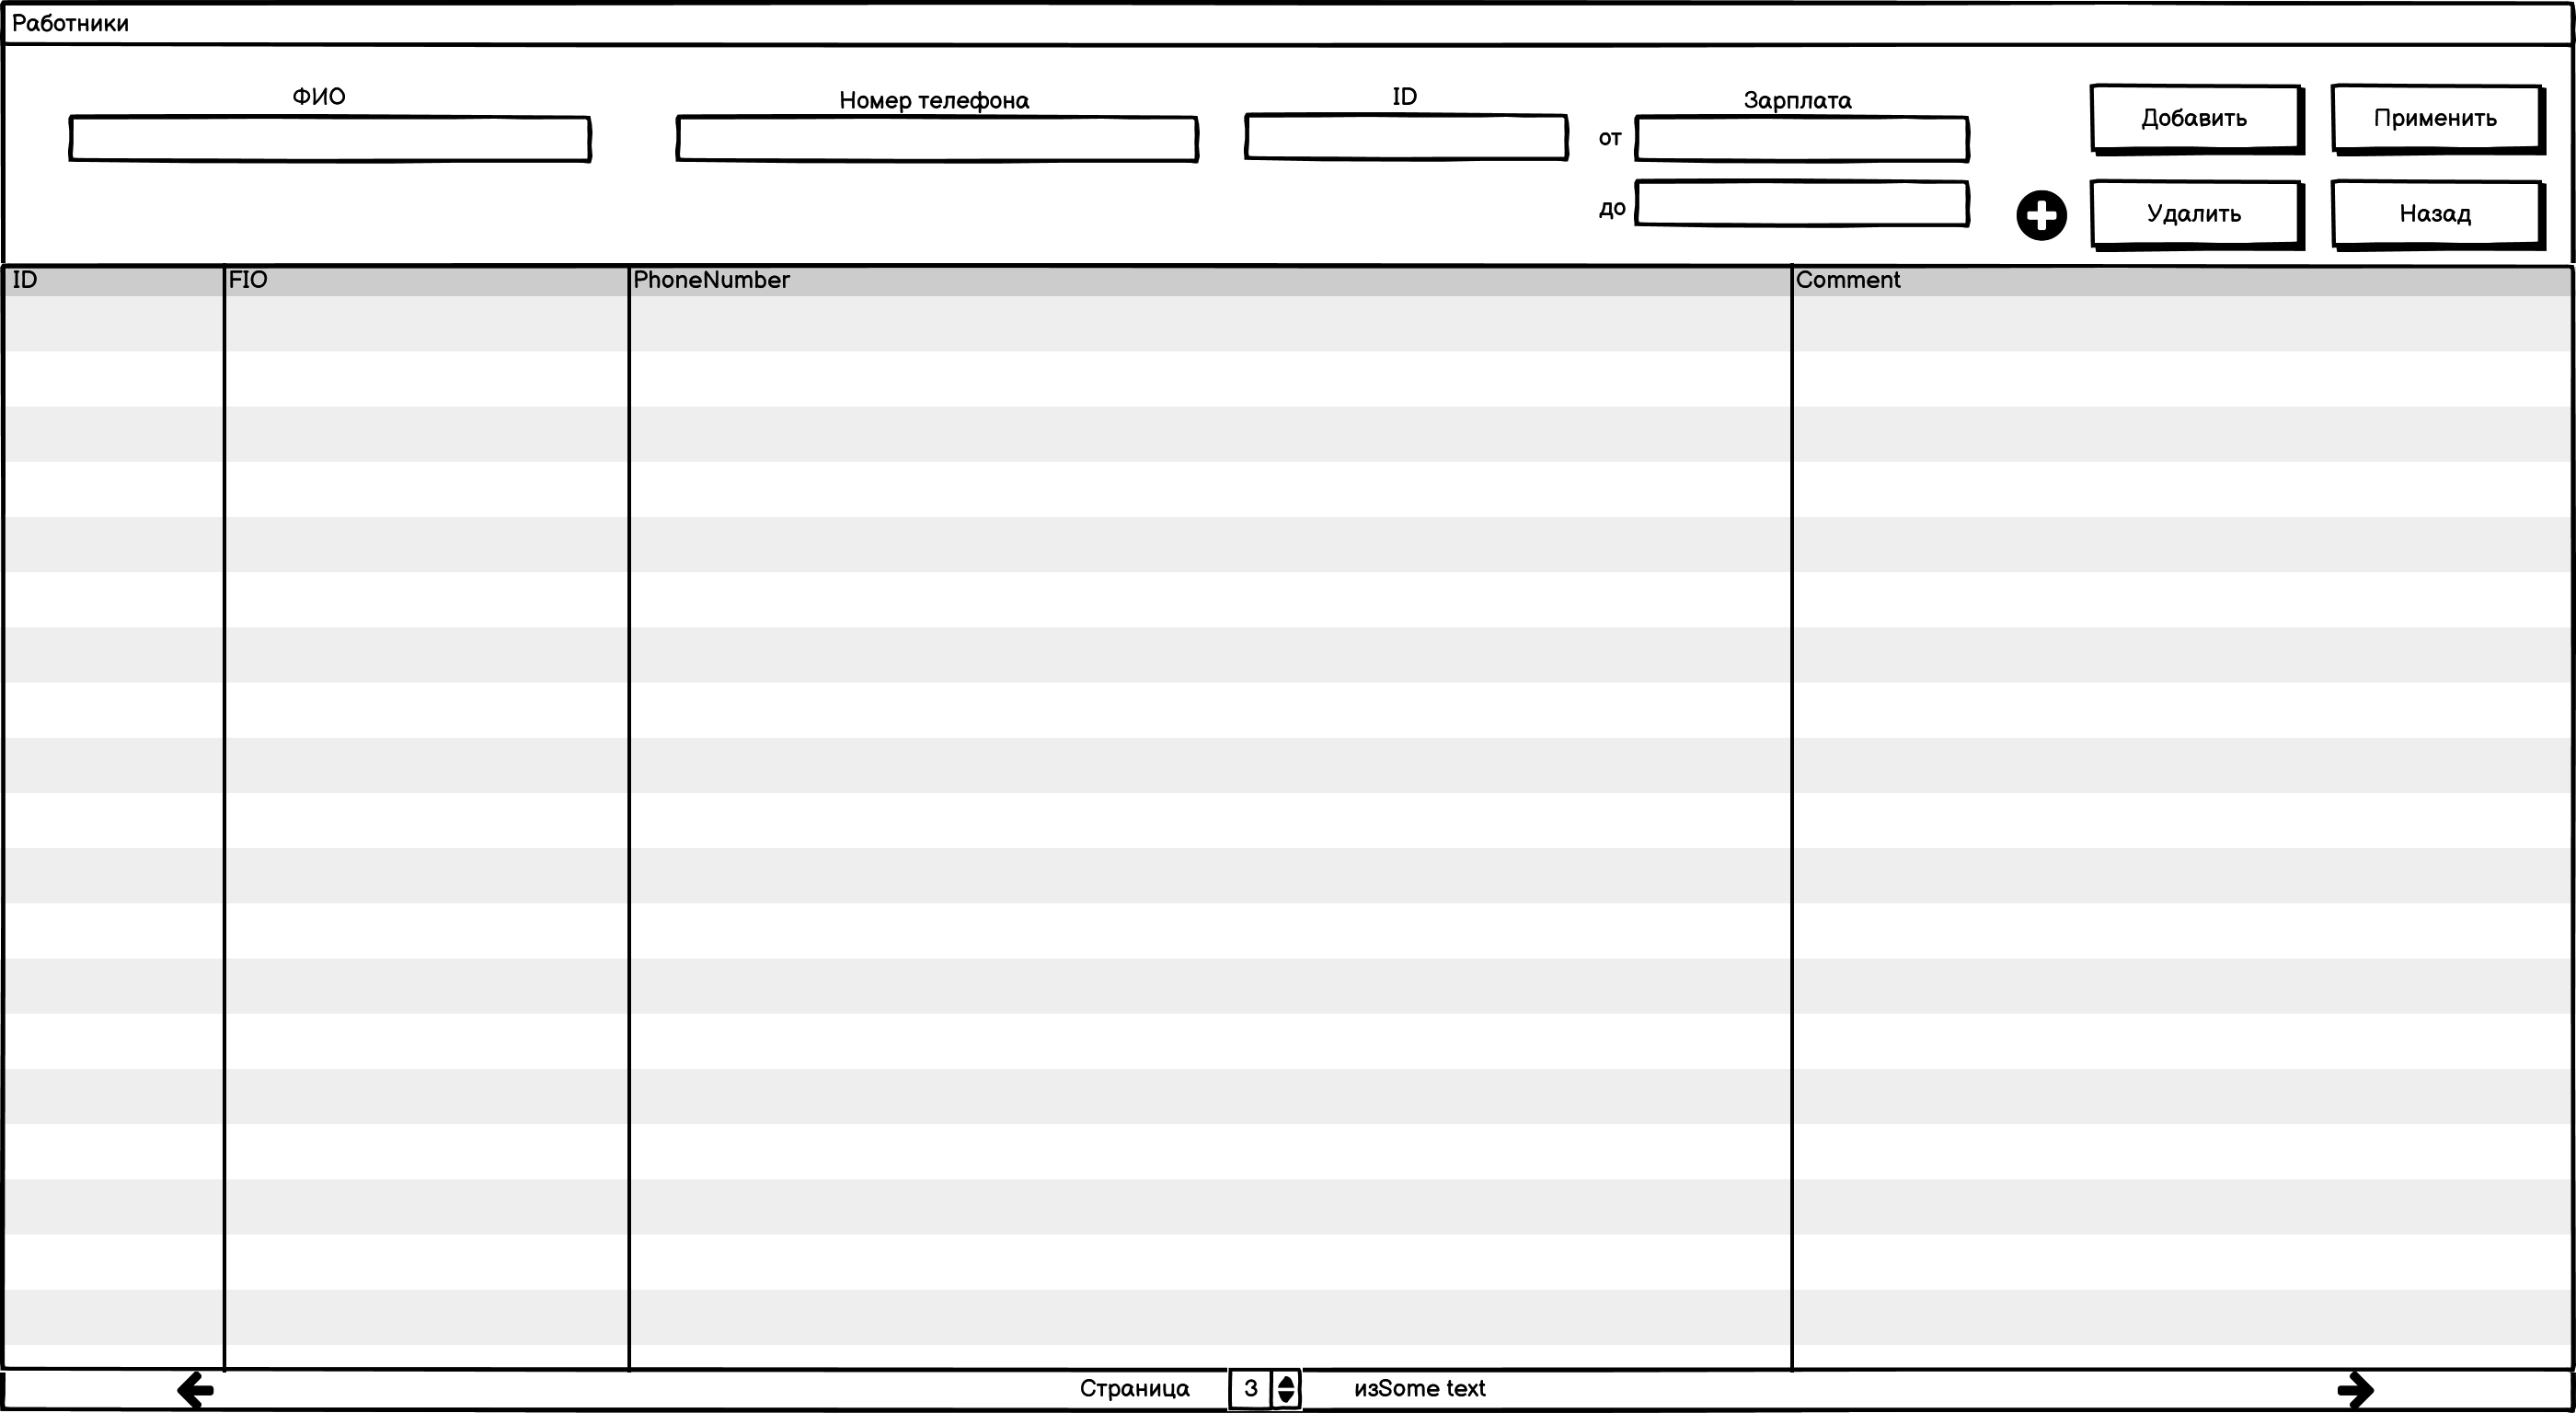 Работники
ФИО
Номер телефона
ID
Зарплата
от
до
Добавить
Применить
Удалить
Назад
ID FIO PhoneNumber Comment
Страница 3 изSome text